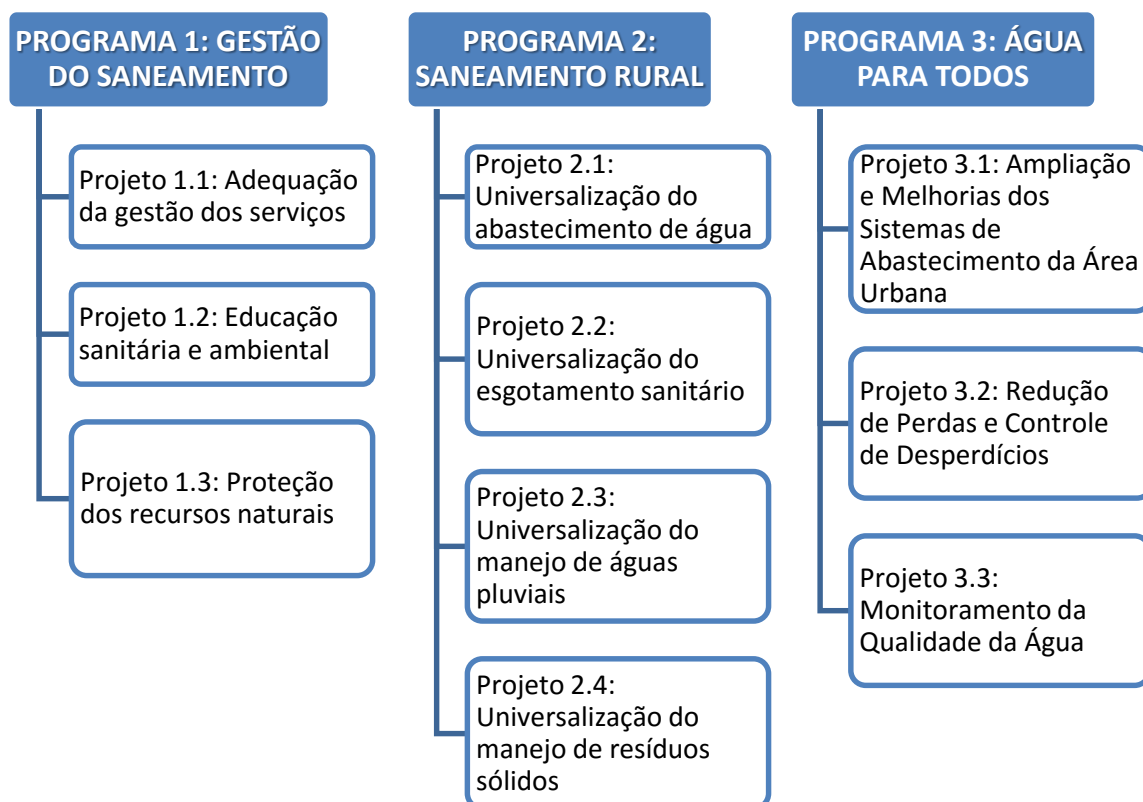 PROGRAMA 1: GESTÃO
DO SANEAMENTO
Projeto 1.1: Adequação
da gestão dos serviços
Projeto 1.2: Educação
sanitária e ambiental
Projeto 1.3: Proteção
dos recursos naturais
PROGRAMA 2:
SANEAMENTO RURAL
Projeto 2.1:
Universalização do
abastecimento de água
Projeto 2.2:
Universalização do
esgotamento sanitário
Projeto 2.3:
Universalização do
manejo de águas
pluviais
Projeto 2.4:
Universalização do
manejo de resíduos
sólidos
PROGRAMA 3: ÁGUA
PARA TODOS
Projeto 3.1: Ampliação
e Melhorias dos
Sistemas de
Abastecimento da Área
Urbana
Projeto 3.2: Redução
de Perdas e Controle
de Desperdícios
Projeto 3.3:
Monitoramento da
Qualidade da Água